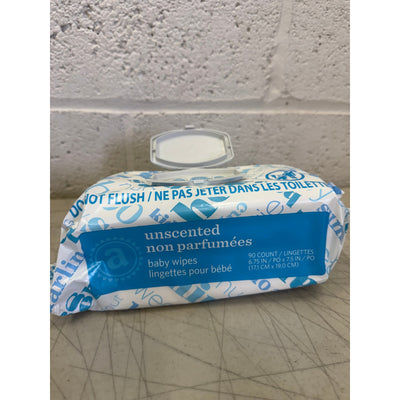 DO NOT FLUSH / NE PAS JETER DANS LES TOILETTES
unscented
non parfumées
baby wipes
lingettes pour bébé
90 COUNT / LINGETTES
6.75 IN / PO x 7.5 IN / PO
(17.1 CM x 19.0 CM)
a